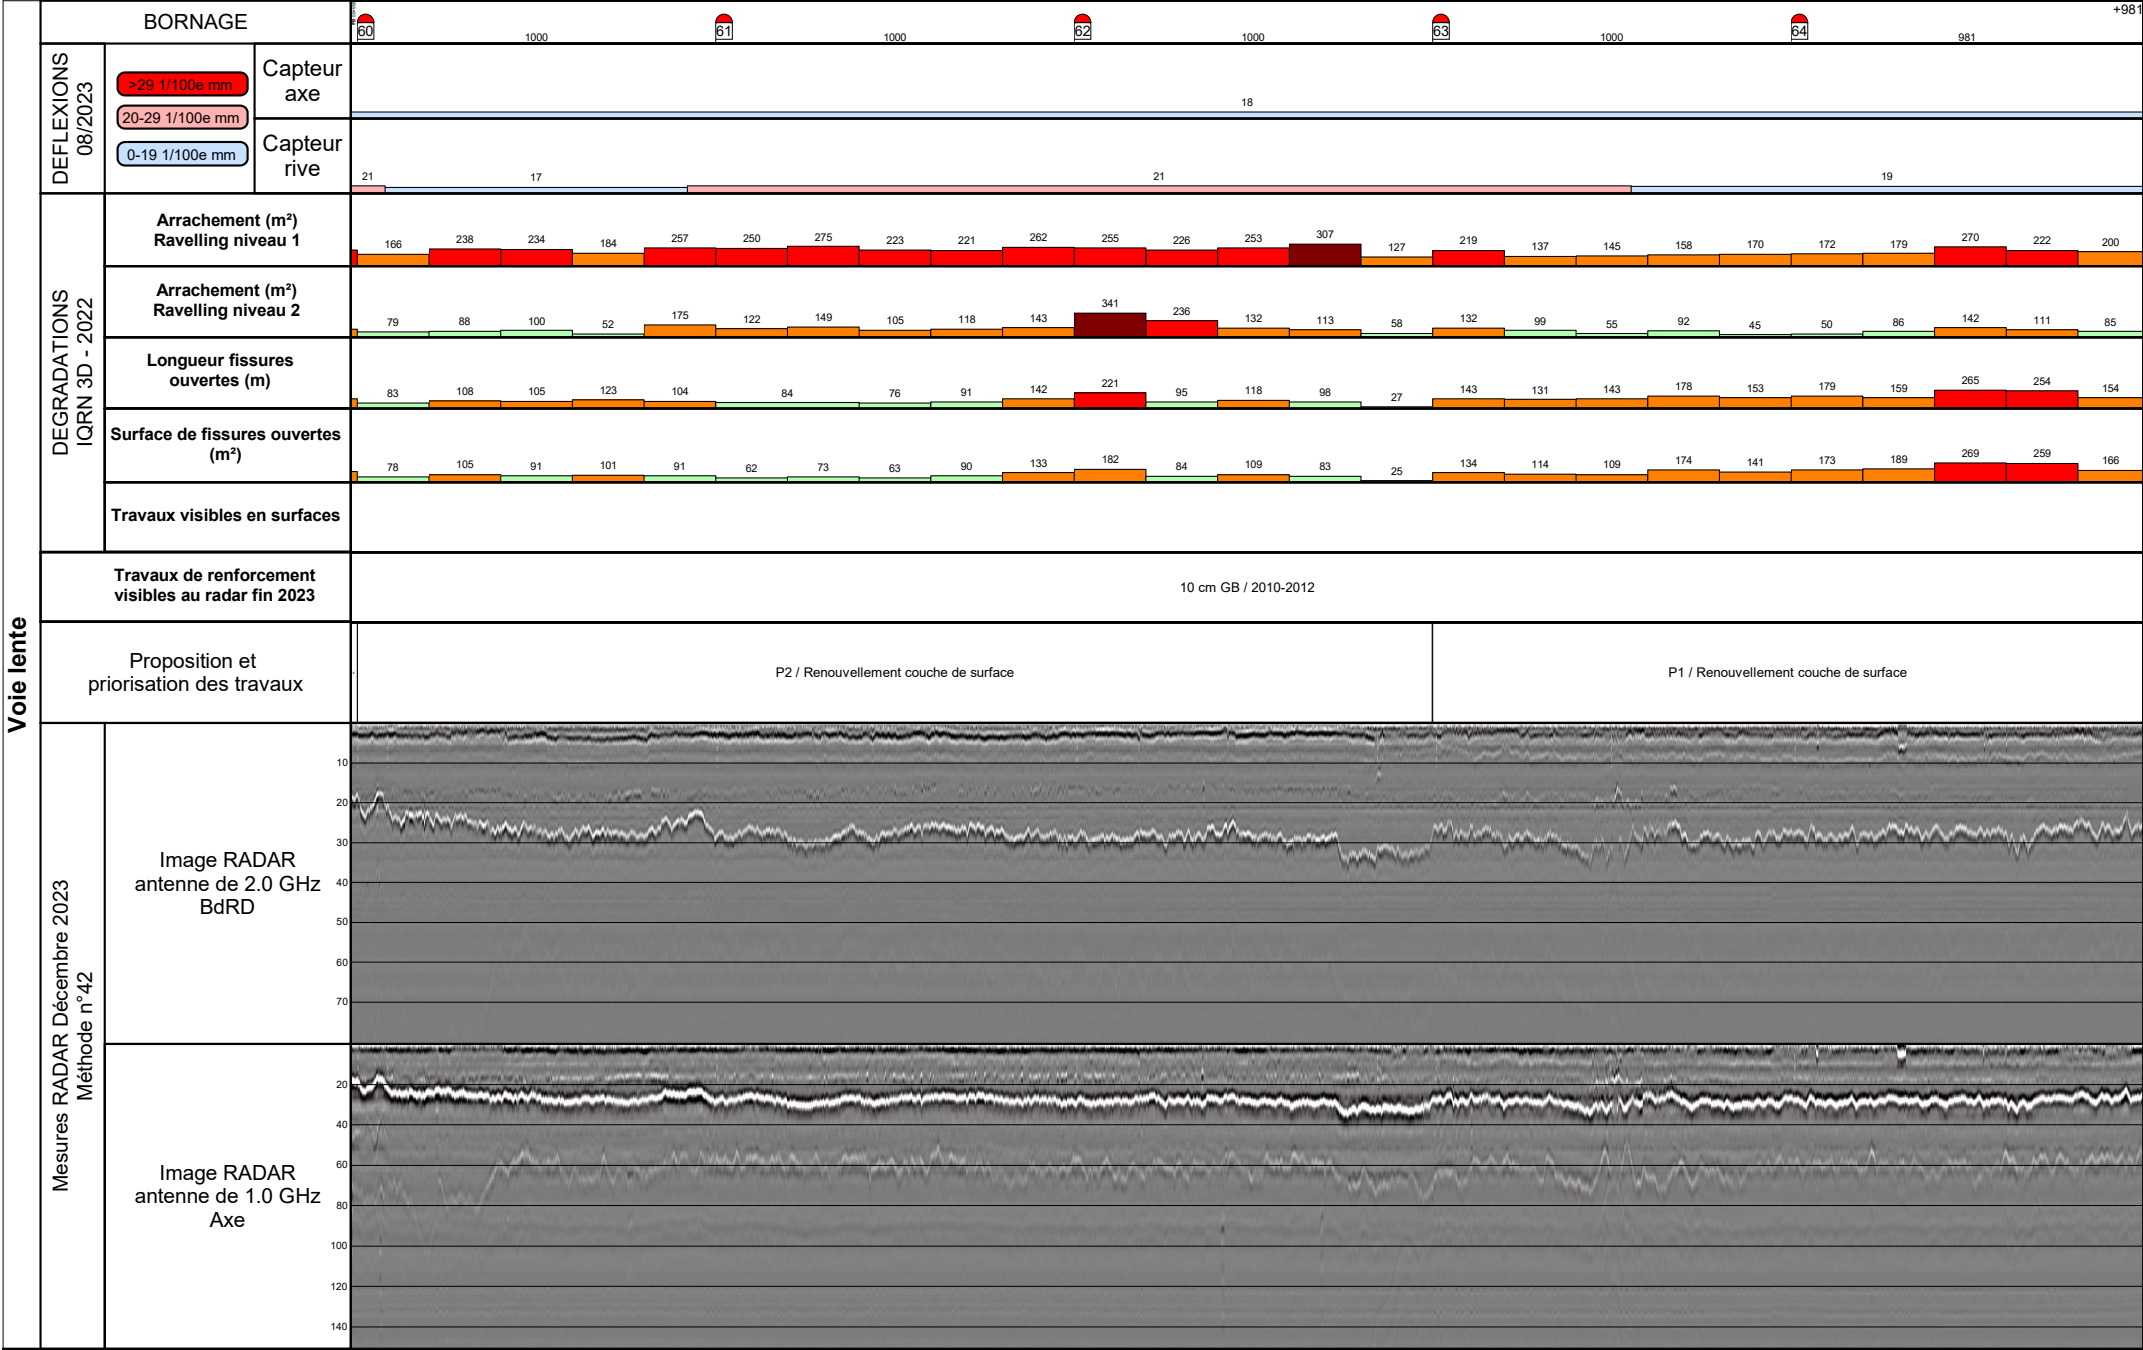 BORNAGE
60
61
62
63
64
+981
1000
1000
1000
1000
981
Voie lente
DEFLEXIONS
08/2023
>29 1/100e mm
20-29 1/100e mm
0-19 1/100e mm
Capteur
axe
18
Capteur
rive
21
17
21
19
DEGRADATIONS
IQRN 3D - 2022
Arrachement (m²)
Ravelling niveau 1
166 238 234 184 257 250 275 223 221 262 255 226 253 307 127 219 137 145 158 170 172 179 270 222 200
Arrachement (m²)
Ravelling niveau 2
79 88 100 52 175 122 149 105 118 143 341 236 132 113 58 132 99 55 92 45 50 86 142 111 85
Longueur fissures
ouvertes (m)
83 108 105 123 104 84 76 91 142 221 95 118 98 27 143 131 143 178 153 179 159 265 254 154
Surface de fissures ouvertes
(m²)
78 105 91 101 91 62 73 63 90 133 182 84 109 83 25 134 114 109 174 141 173 189 269 259 166
Travaux visibles en surfaces
Travaux de renforcement
visibles au radar fin 2023
10 cm GB / 2010-2012
Proposition et
priorisation des travaux
P2 / Renouvellement couche de surface
P1 / Renouvellement couche de surface
Mesures RADAR Décembre 2023
Méthode n°42
Image RADAR
antenne de 2.0 GHz
BdRD
10
20
30
40
50
60
70
Image RADAR
antenne de 1.0 GHz
Axe
20
40
60
80
100
120
140